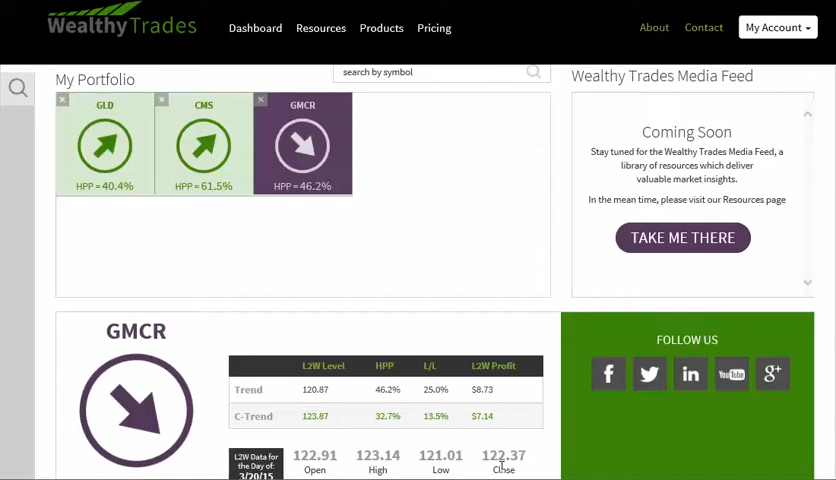 WealthyTrades
Dashboard Resources Products Pricing
About Contact My Account
My Portfolio
search by symbol
GLD
HPP = 40.4%
CMS
HPP = 61.5%
GMCR
HPP = 46.2%
Wealthy Trades Media Feed
Coming Soon
Stay tuned for the Wealthy Trades Media Feed, a
library of resources which deliver
valuable market insights.
In the mean time, please visit our Resources page
TAKE ME THERE
GMCR
L2W Level HPP L/L L2W Profit
Trend 120.87 46.2% 25.0% $8.73
C-Trend 123.87 32.7% 13.5% $7.14
L2W Data for
the Day of:
3/20/15
122.91 123.14 121.01 122.37
Open High Low Close
FOLLOW US
f in You Tube g+